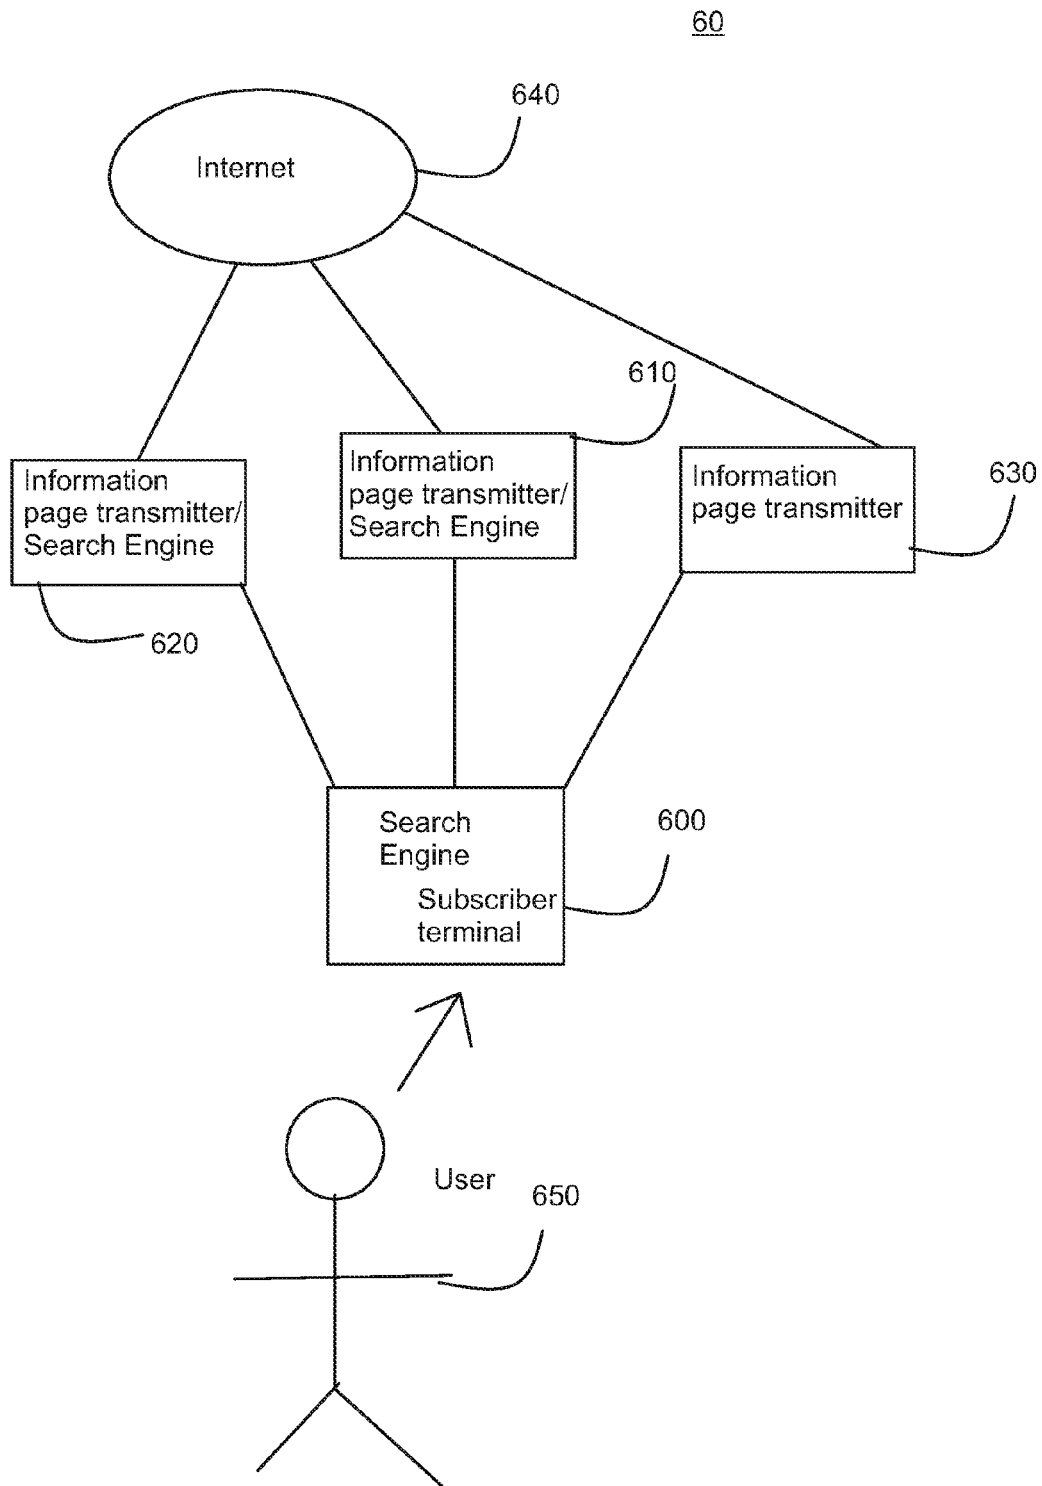 60
640
Internet
610
Information
page transmitter/
Search Engine
Information
page transmitter/
Search Engine
Information
page transmitter
630
620
Search
Engine
Subscriber
terminal
600
User
650